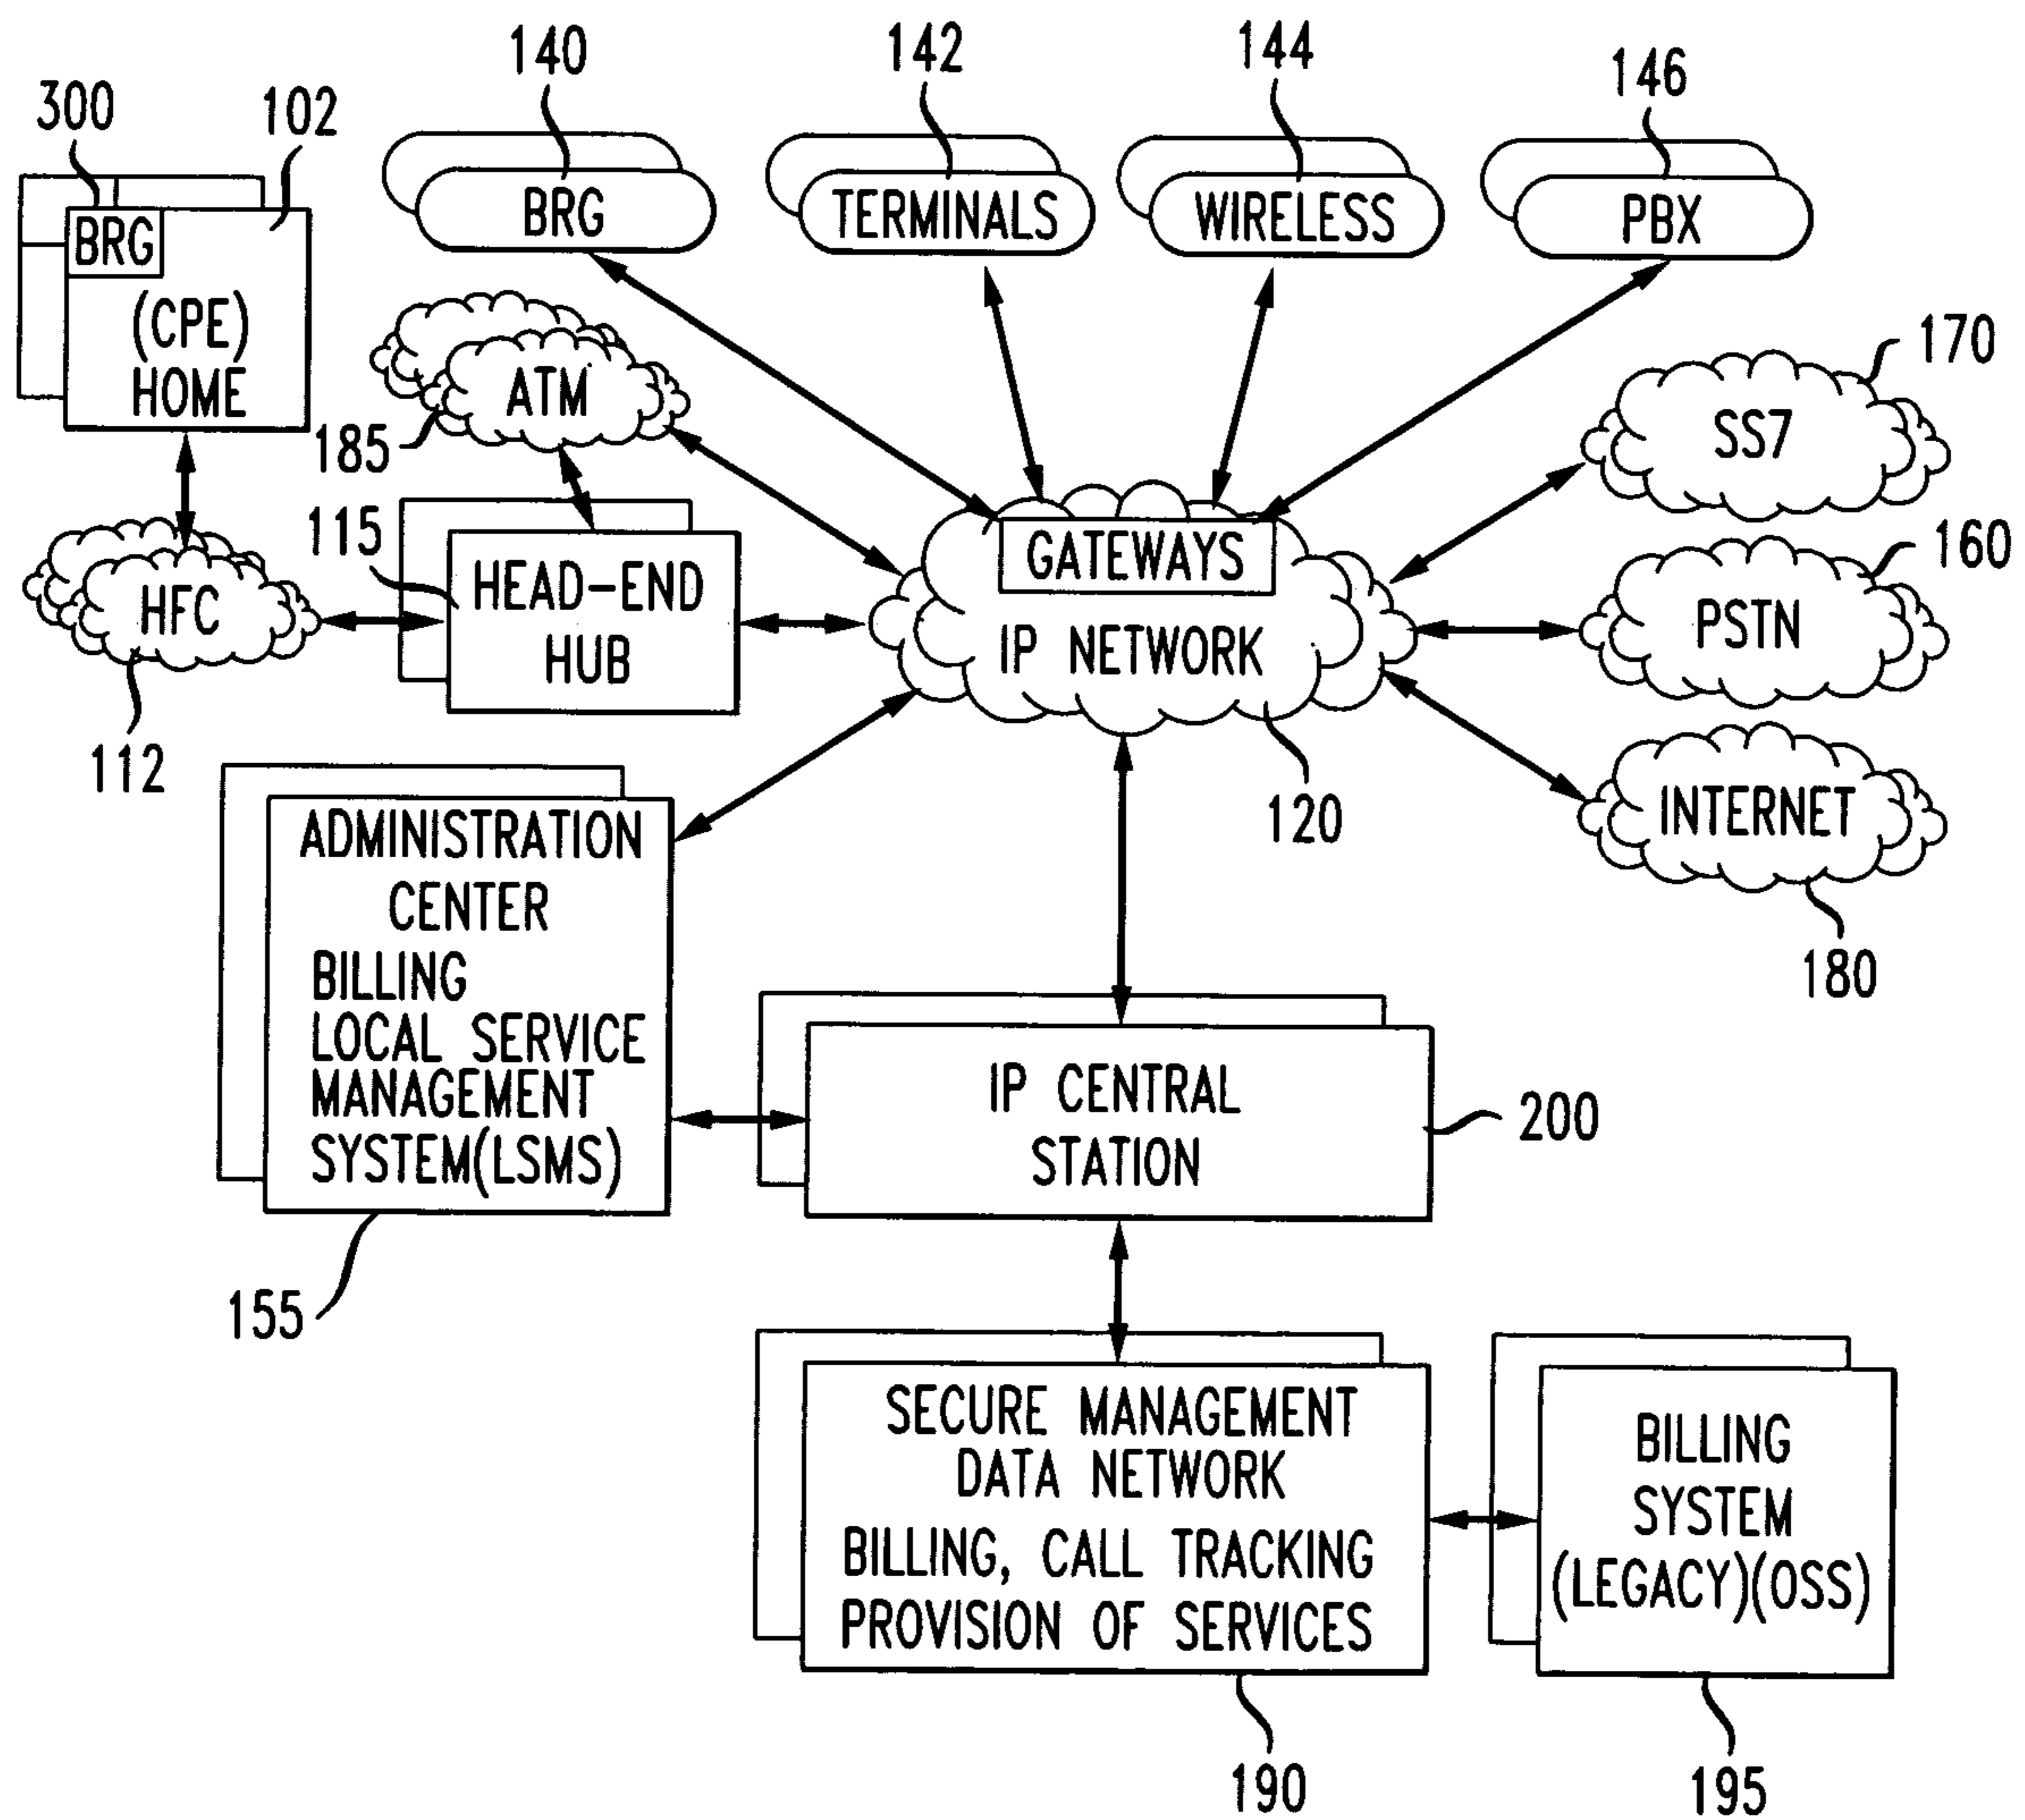 140
142
144
146
300
102
BRG
TERMINALS
WIRELESS
PBX
BRG
(CPE)
HOME
170
SS7
ATM
185
115
160
GATEWAYS
HEAD-END
HUB
HFC
IP NETWORK
PSTN
112
120
INTERNET
180
ADMINISTRATION
CENTER
BILLING
LOCAL SERVICE
MANAGEMENT
SYSTEM(LSMS)
IP CENTRAL
STATION
200
155
SECURE MANAGEMENT
DATA NETWORK
BILLING, CALL TRACKING
PROVISION OF SERVICES
BILLING
SYSTEM
(LEGACY)(OSS)
190
195